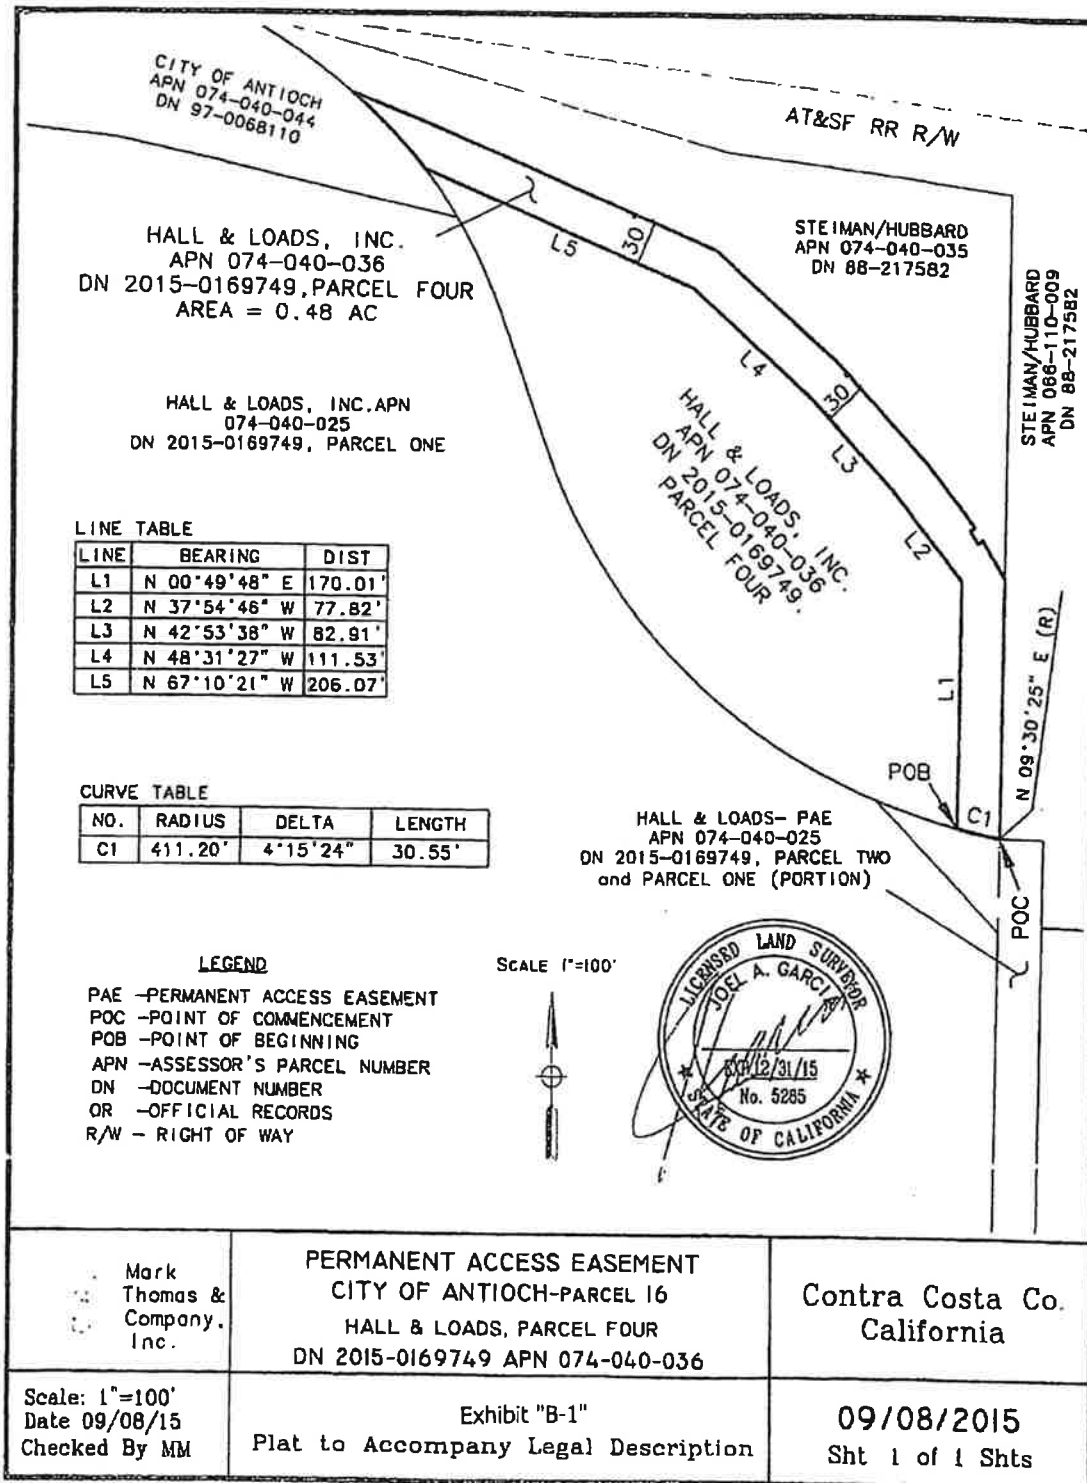 CITY OF ANTIOCH
APN 074-040-044
DN 97-0068110
AT&SF RR R/W
HALL & LOADS, INC.
APN 074-040-036
DN 2015-0169749, PARCEL FOUR
AREA = 0.48 AC
L5
30'
STEIMAN/HUBBARD
APN 074-040-035
DN 88-217582
STEIMAN/HUBBARD
APN 066-110-009
DN 88-217582
L4
30'
HALL & LOADS, INC.APN
074-040-025
DN 2015-0169749, PARCEL ONE
HALL & LOADS, INC.
APN 074-040-036
DN 2015-0169749,
PARCEL FOUR
L3
L2
LINE TABLE
LINE BEARING DIST
L1 N 00°49'48" E 170.01'
L2 N 37°54'46" W 77.82'
L3 N 42°53'38" W 82.91'
L4 N 48°31'27" W 111.53'
L5 N 67°10'21" W 206.07'
L1
N 09°30'25" E (R)
POB
C1
CURVE TABLE
NO. RADIUS DELTA LENGTH
C1 411.20' 4°15'24" 30.55'
HALL & LOADS- PAE
APN 074-040-025
DN 2015-0169749, PARCEL TWO
and PARCEL ONE (PORTION)
POC
LEGEND
PAE -PERMANENT ACCESS EASEMENT
POC -POINT OF COMMENCEMENT
POB -POINT OF BEGINNING
APN -ASSESSOR'S PARCEL NUMBER
DN -DOCUMENT NUMBER
OR -OFFICIAL RECORDS
R/W - RIGHT OF WAY
SCALE 1"=100'
LICENSED LAND SURVEYOR
JOEL A. GARCIA
EXP. 12/31/15
No. 5285
STATE OF CALIFORNIA
Mark
Thomas &
Company,
Inc.
PERMANENT ACCESS EASEMENT
CITY OF ANTIOCH-PARCEL 16
HALL & LOADS, PARCEL FOUR
DN 2015-0169749 APN 074-040-036
Contra Costa Co.
California
Scale: 1"=100'
Date 09/08/15
Checked By MM
Exhibit "B-1"
Plat to Accompany Legal Description
09/08/2015
Sht 1 of 1 Shts